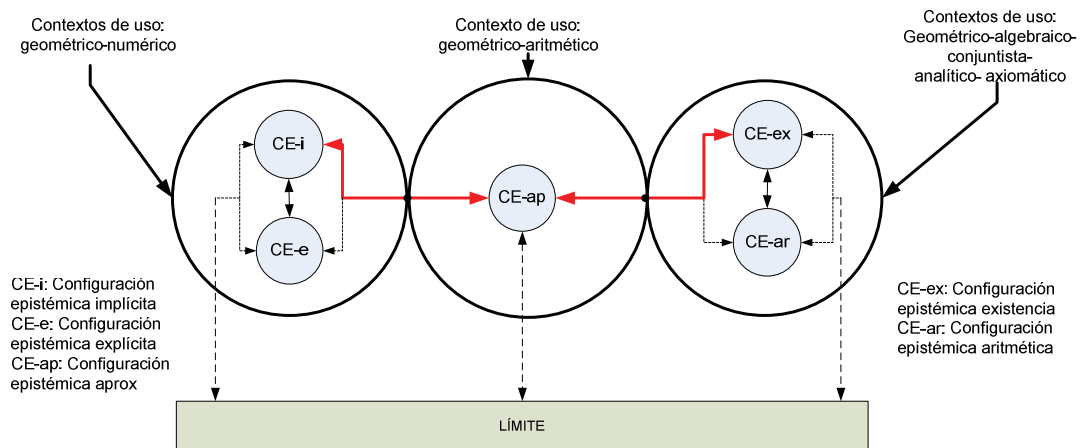 Contextos de uso:
geométrico-numérico
Contexto de uso:
geométrico-aritmético
Contextos de uso:
Geométrico-algebraico-
conjuntista-
analítico- axiomático
CE-i
CE-e
CE-ap
CE-ex
CE-ar
CE-i: Configuración
epistémica implícita
CE-e: Configuración
epistémica explícita
CE-ap: Configuración
epistémica aprox
CE-ex: Configuración
epistémica existencia
CE-ar: Configuración
epistémica aritmética
LÍMITE